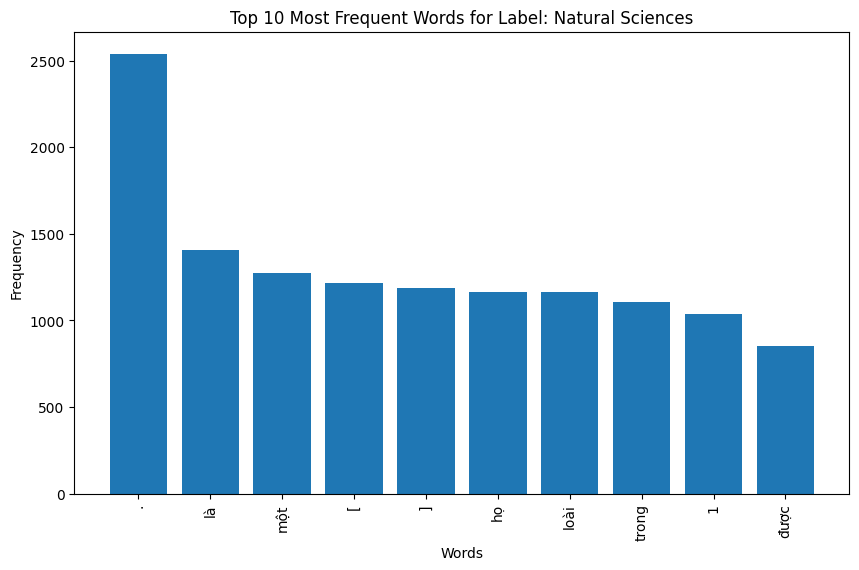 Top 10 Most Frequent Words for Label: Natural Sciences
2500
2000
1500
1000
500
0
Frequency
.
là
một
[
]
họ
loài
trong
1
được
Words